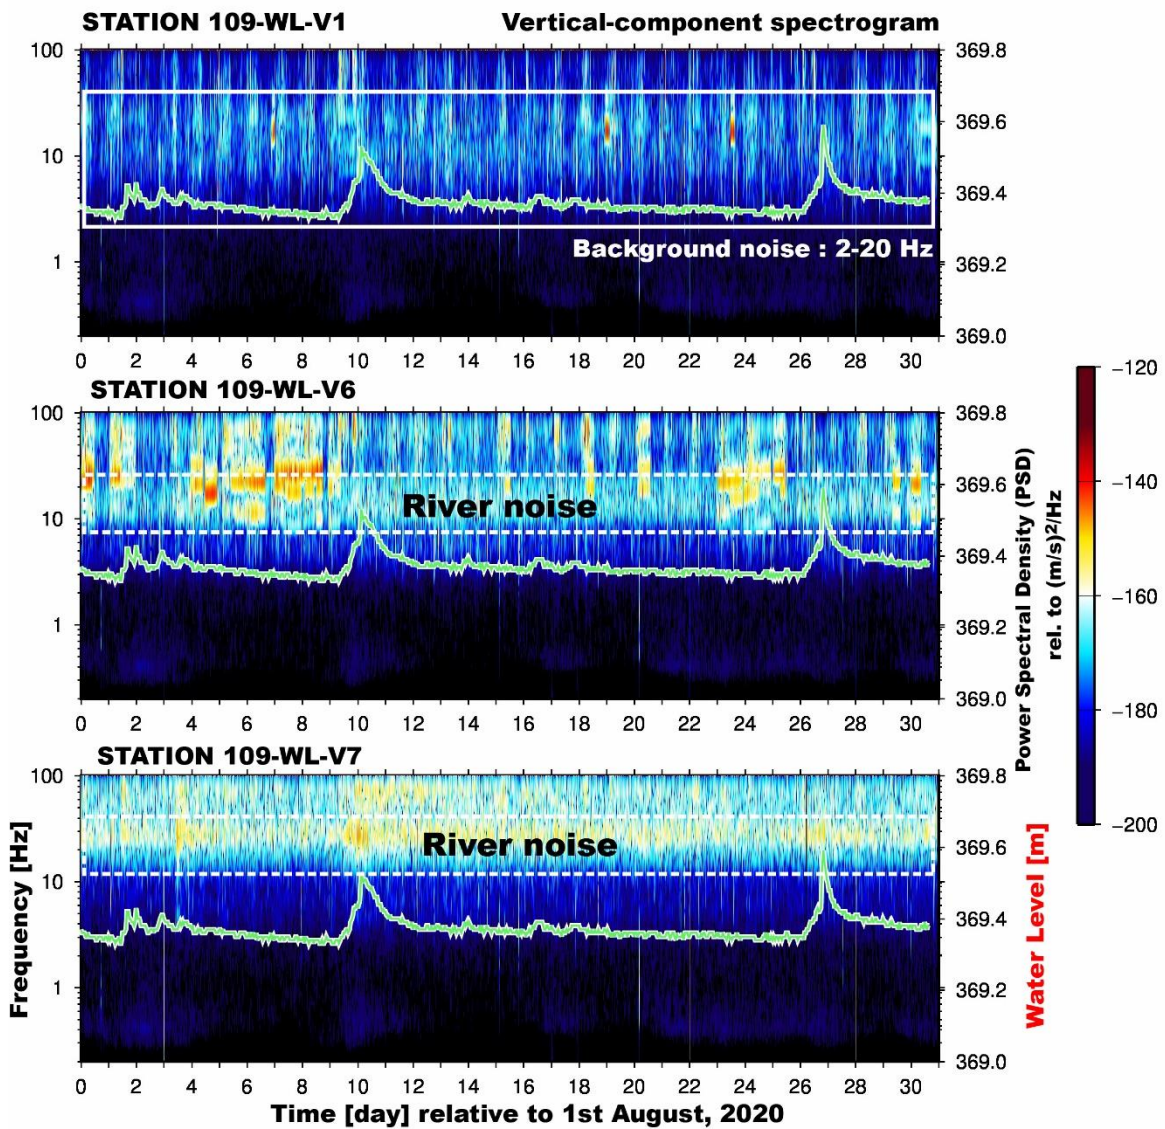 STATION 109-WL-V1 Vertical-component spectrogram
100 369.8
369.6
10
369.4
Background noise : 2-20 Hz
1 369.2
369.0
0 2 4 6 8 10 12 14 16 18 20 22 24 26 28 30
STATION 109-WL-V6
100 369.8
369.6
River noise
10
369.4
1 369.2
369.0
0 2 4 6 8 10 12 14 16 18 20 22 24 26 28 30
STATION 109-WL-V7
100 369.8
River noise
369.6
10
369.4
1 369.2
369.0
0 2 4 6 8 10 12 14 16 18 20 22 24 26 28 30
Time [day] relative to 1st August, 2020
Frequency [Hz]
Water Level [m]
Power Spectral Density (PSD)
rel. to (m/s)²/Hz
−120
−140
−160
−180
−200